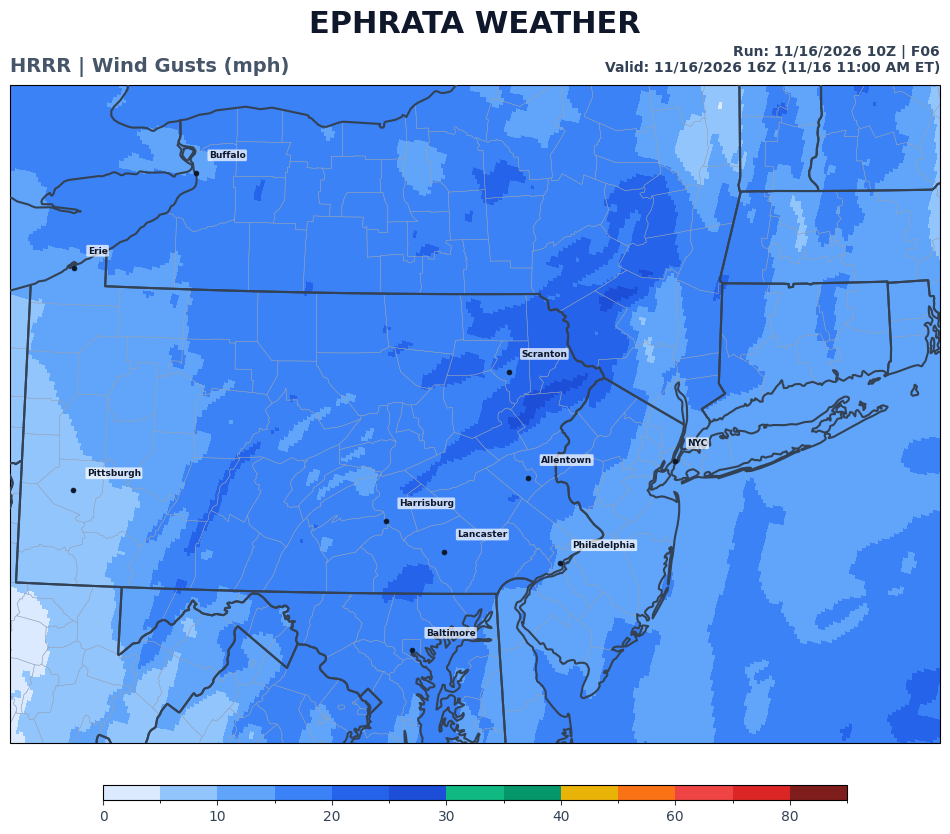 EPHRATA WEATHER
HRRR | Wind Gusts (mph)
Run: 11/16/2026 10Z | F06
Valid: 11/16/2026 16Z (11/16 11:00 AM ET)
Buffalo
Erie
Scranton
NYC
Allentown
Pittsburgh
Harrisburg
Lancaster
Philadelphia
Baltimore
0 10 20 30 40 50 60 70 80